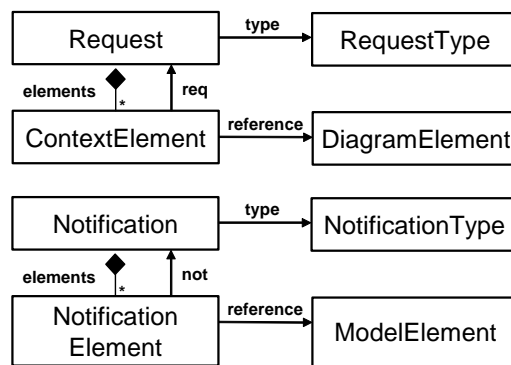 Request
type
RequestType
elements
req
*
ContextElement
reference
DiagramElement
Notification
type
NotificationType
elements
not
*
Notification
Element
reference
ModelElement